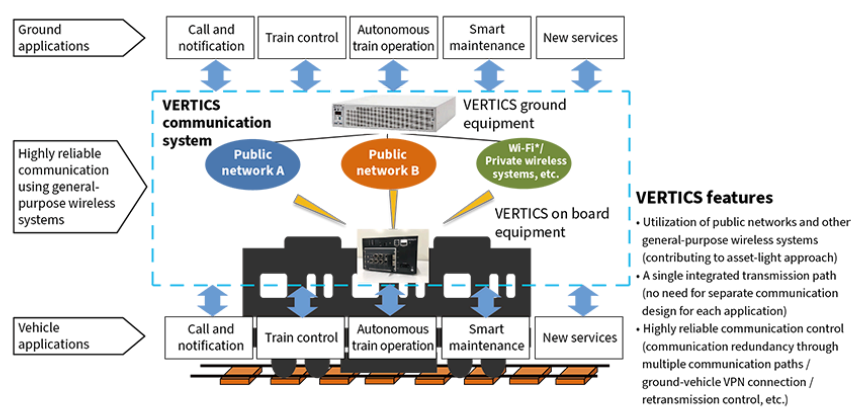 Ground
applications
Call and
notification
Train control
Autonomous
train operation
Smart
maintenance
New services
VERTICS
communication
system
VERTICS ground
equipment
Highly reliable
communication
using general-
purpose wireless
systems
Public
network A
Public
network B
Wi-Fi*/
Private wireless
systems, etc.
VERTICS on board
equipment
VERTICS features
• Utilization of public networks and other
general-purpose wireless systems
(contributing to asset-light approach)
• A single integrated transmission path
(no need for separate communication
design for each application)
• Highly reliable communication control
(communication redundancy through
multiple communication paths /
ground-vehicle VPN connection /
retransmission control, etc.)
Vehicle
applications
Call and
notification
Train control
Autonomous
train operation
Smart
maintenance
New services